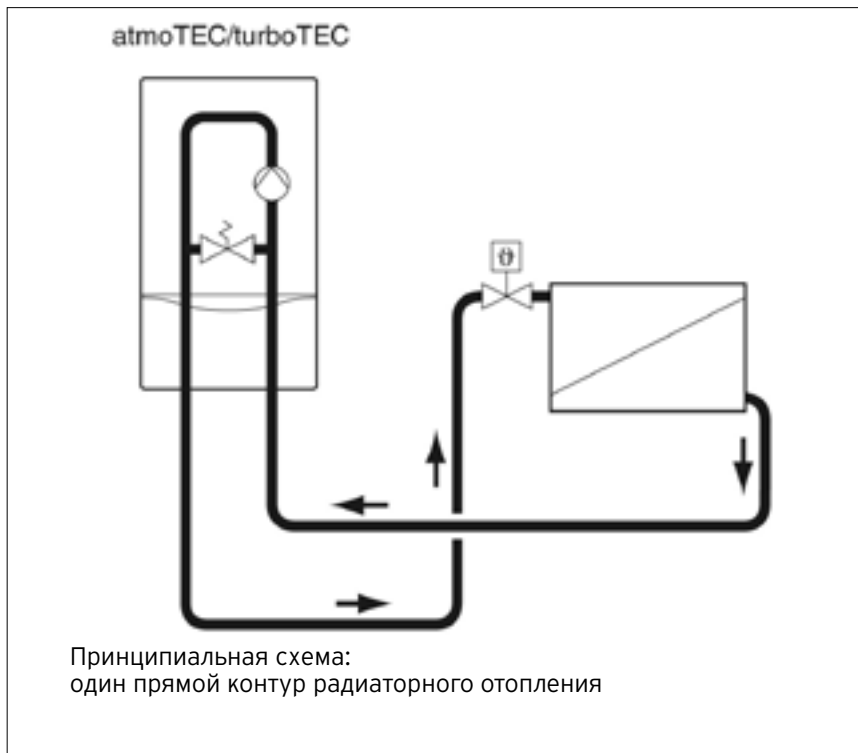 atmoTEC/turboTEC
ϑ
Принципиальная схема:
один прямой контур радиаторного отопления